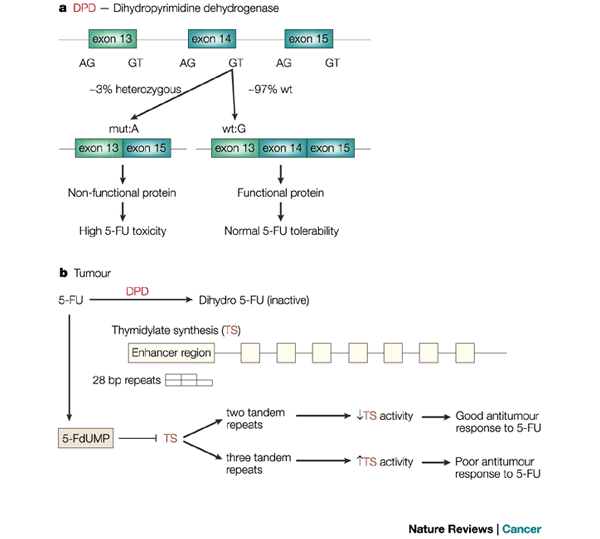 a DPD — Dihydropyrimidine dehydrogenase
exon 13 exon 14 exon 15
AG GT AG GT AG GT
~3% heterozygous ~97% wt
mut:A wt:G
exon 13 exon 15 exon 13 exon 14 exon 15
Non-functional protein Functional protein
High 5-FU toxicity Normal 5-FU tolerability
b Tumour
DPD
5-FU Dihydro 5-FU (inactive)
Thymidylate synthesis (TS)
Enhancer region
28 bp repeats
two tandem
repeats
↓TS activity
Good antitumour
response to 5-FU
5-FdUMP TS
three tandem
repeats
↑TS activity
Poor antitumour
response to 5-FU
Nature Reviews | Cancer